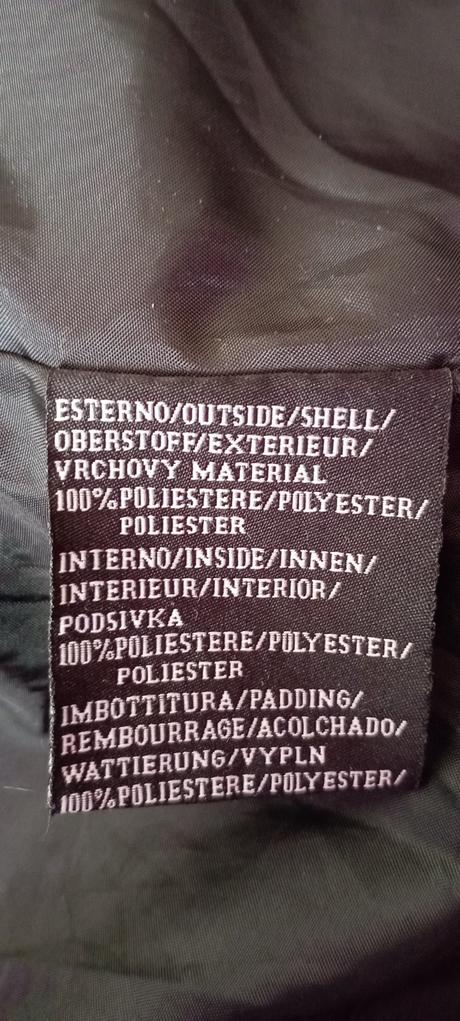 ESTERNO/OUTSIDE/SHELL/
OBERSTOFF/EXTERIEUR/
VRCHOVY MATERIAL
100%POLIESTERE/POLYESTER/
POLIESTER
INTERNO/INSIDE/INNEN/
INTERIEUR/INTERIOR/
PODSIVKA
100%POLIESTERE/POLYESTER/
POLIESTER
IMBOTTITURA/PADDING/
REMBOURRAGE/ACOLCHADO/
WATTIERUNG/VYPLN
100%POLIESTERE/POLYESTER/